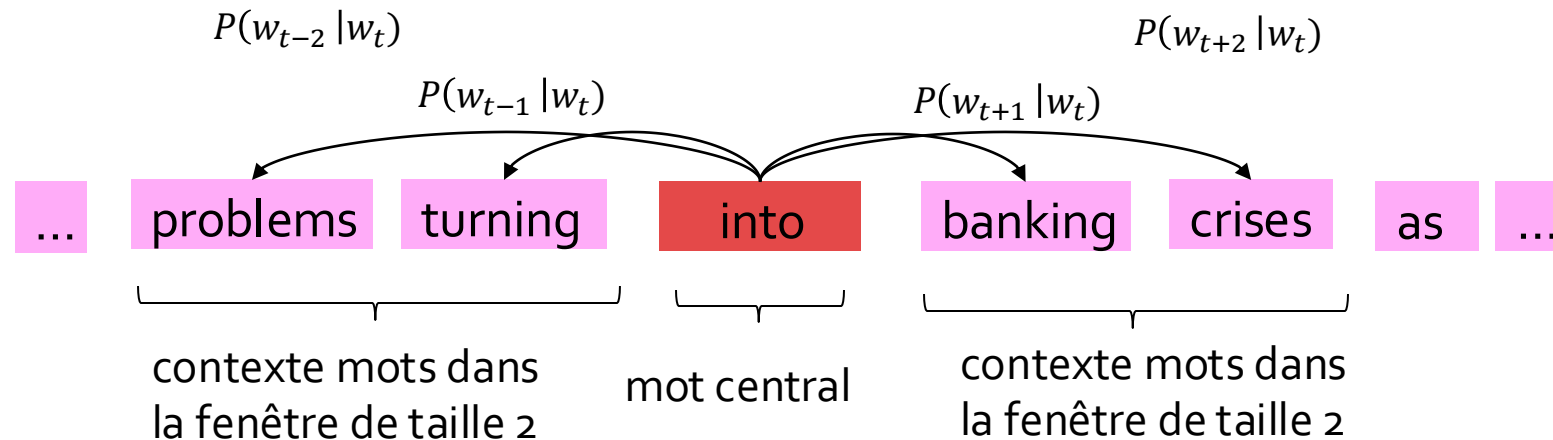 P(w_{t−2} |w_t) P(w_{t+2} |w_t)
P(w_{t−1} |w_t) P(w_{t+1} |w_t)
... problems turning into banking crises as ...
contexte mots dans
la fenêtre de taille 2
mot central
contexte mots dans
la fenêtre de taille 2